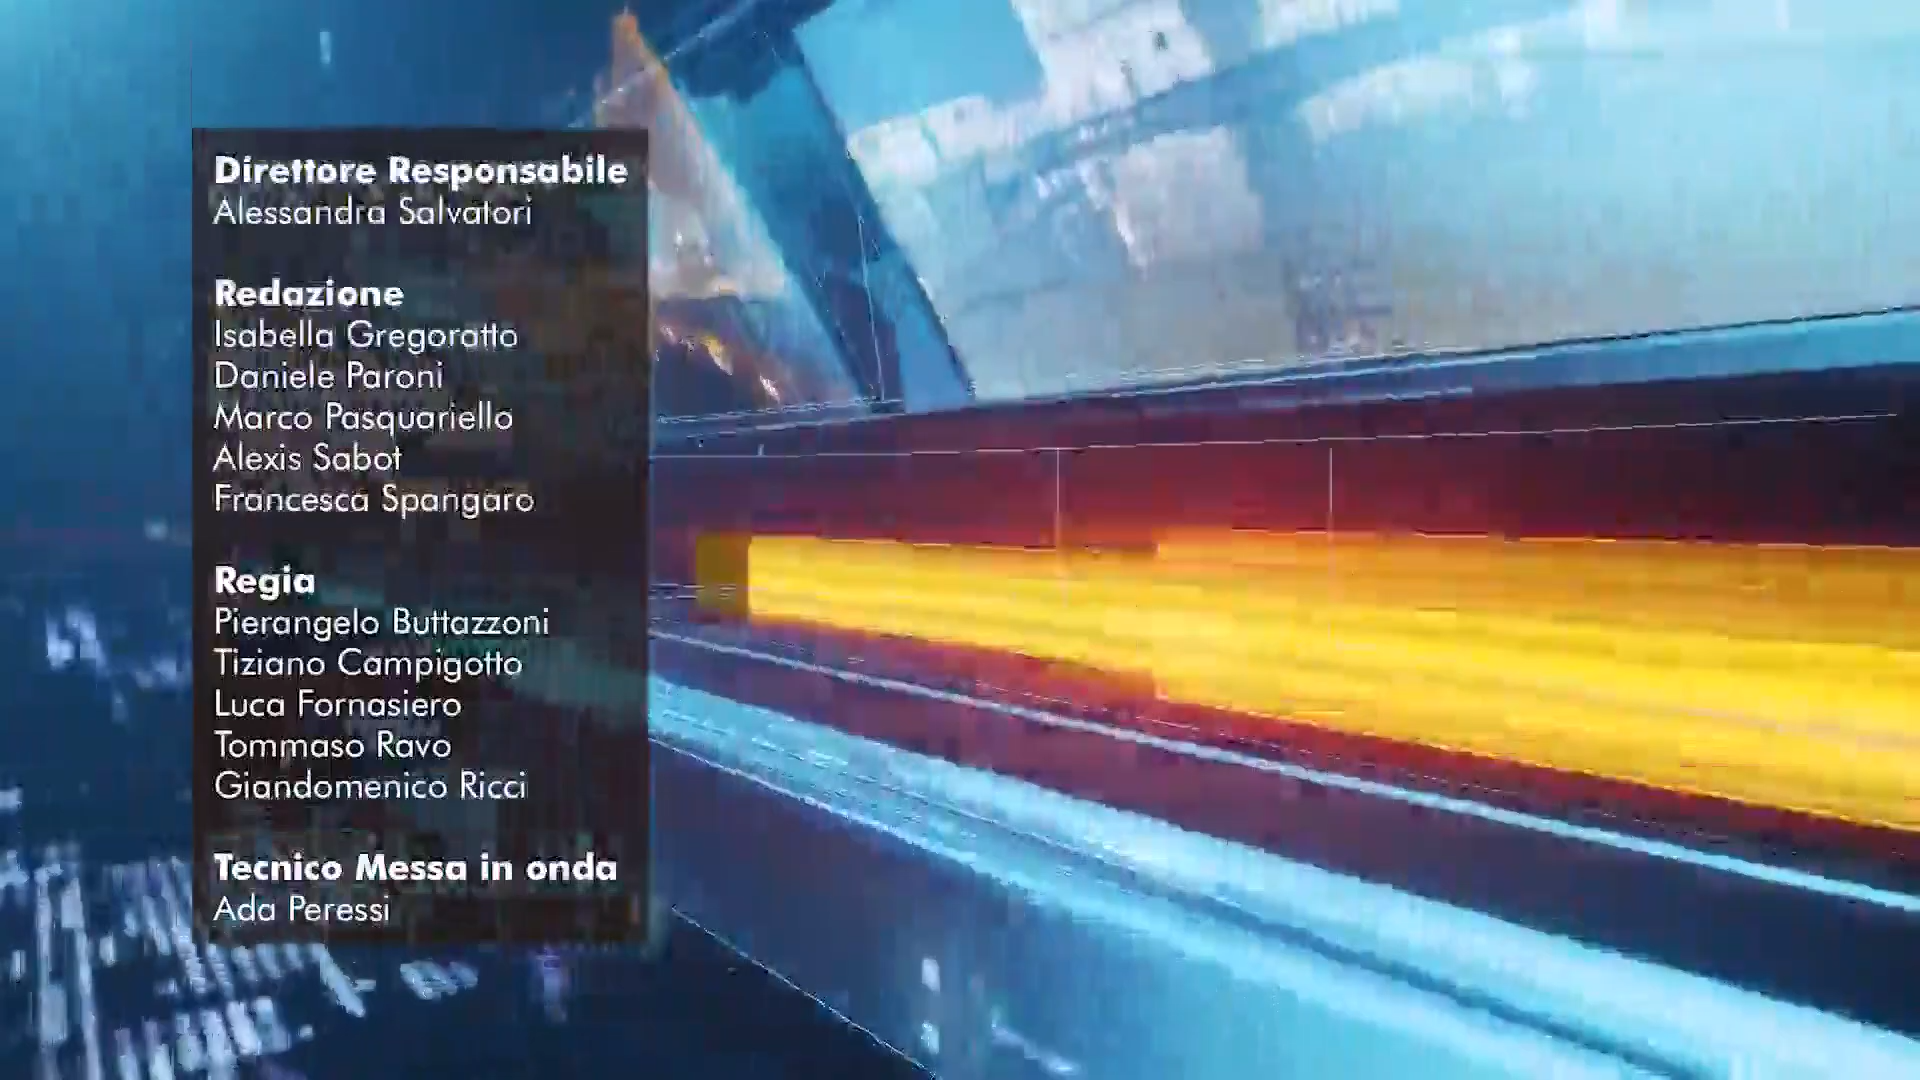 Direttore Responsabile
Alessandra Salvatori
Redazione
Isabella Gregoratto
Daniele Paroni
Marco Pasquariello
Alexis Sabot
Francesca Spangaro
Regia
Pierangelo Buttazzoni
Tiziano Campigotto
Luca Fornasiero
Tommaso Ravo
Giandomenico Ricci
Tecnico Messa in onda
Ada Peressi